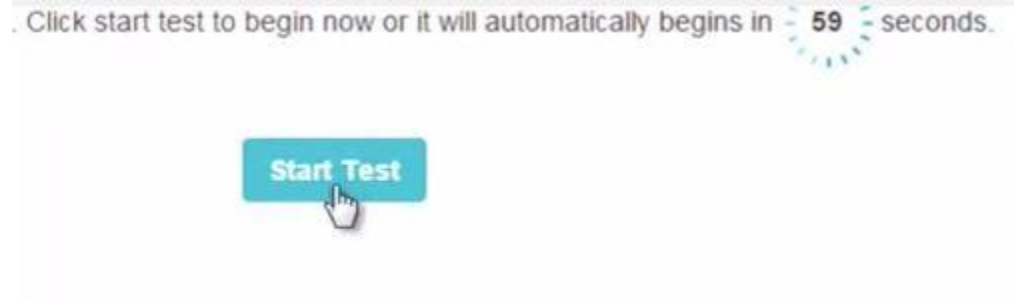 . Click start test to begin now or it will automatically begins in 59 seconds.
Start Test